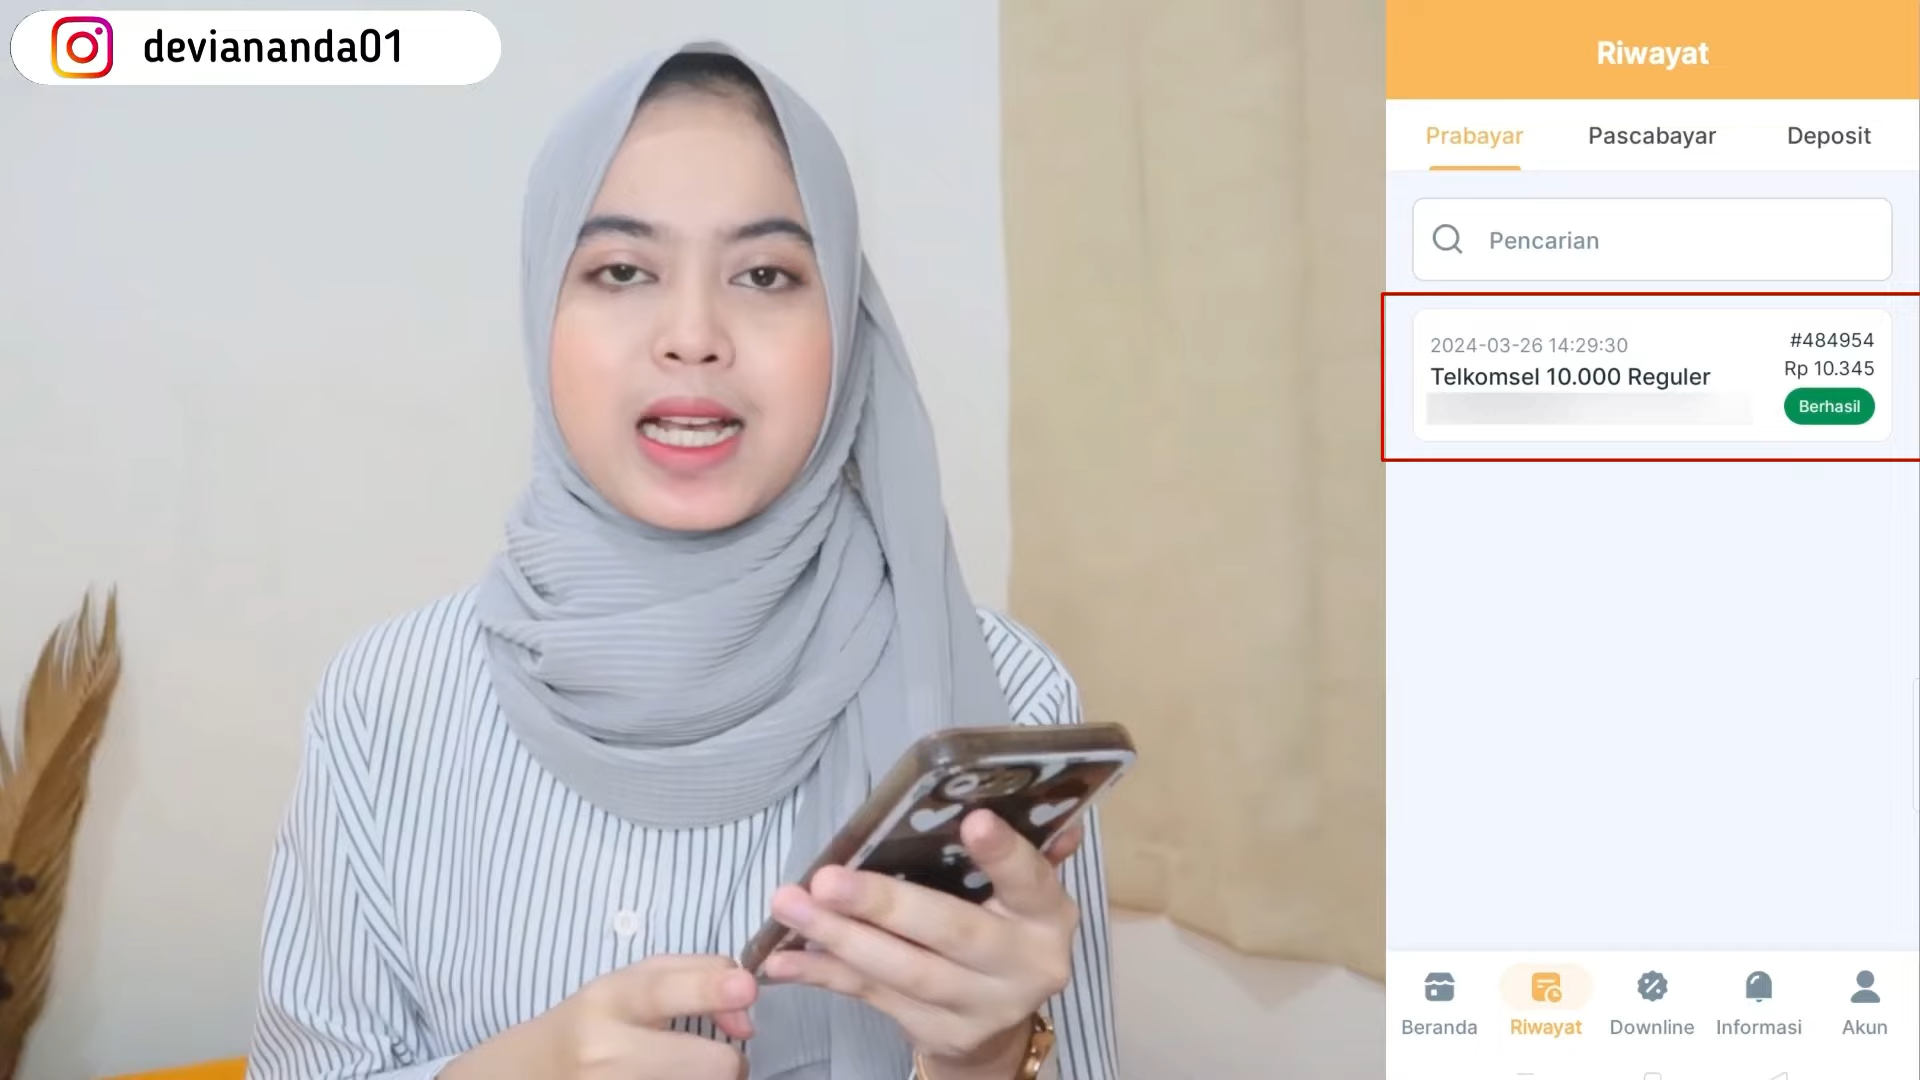 deviananda01
Riwayat
Prabayar Pascabayar Deposit
Pencarian
2024-03-26 14:29:30
#484954
Telkomsel 10.000 Reguler
Rp 10.345
Berhasil
Beranda Riwayat Downline Informasi Akun